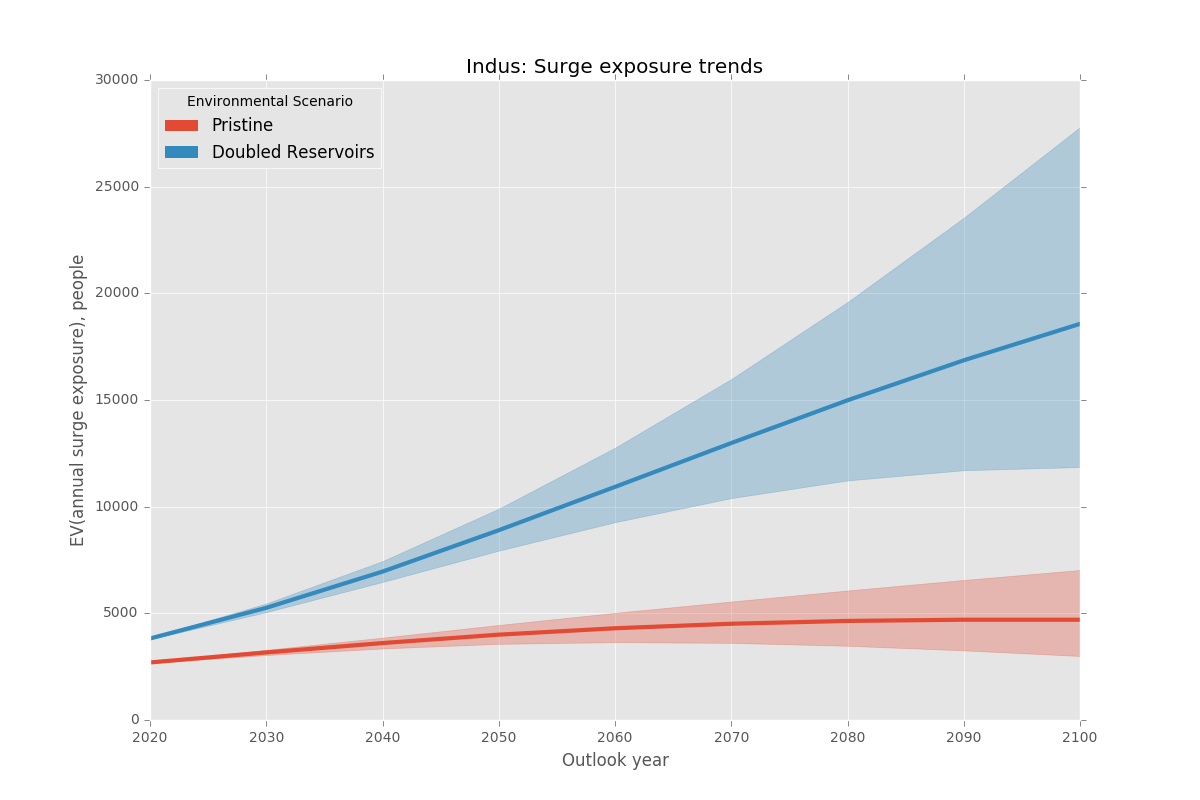 Indus: Surge exposure trends
30000
25000
20000
15000
10000
5000
0
EV(annual surge exposure), people
Environmental Scenario
Pristine
Doubled Reservoirs
2020 2030 2040 2050 2060 2070 2080 2090 2100
Outlook year